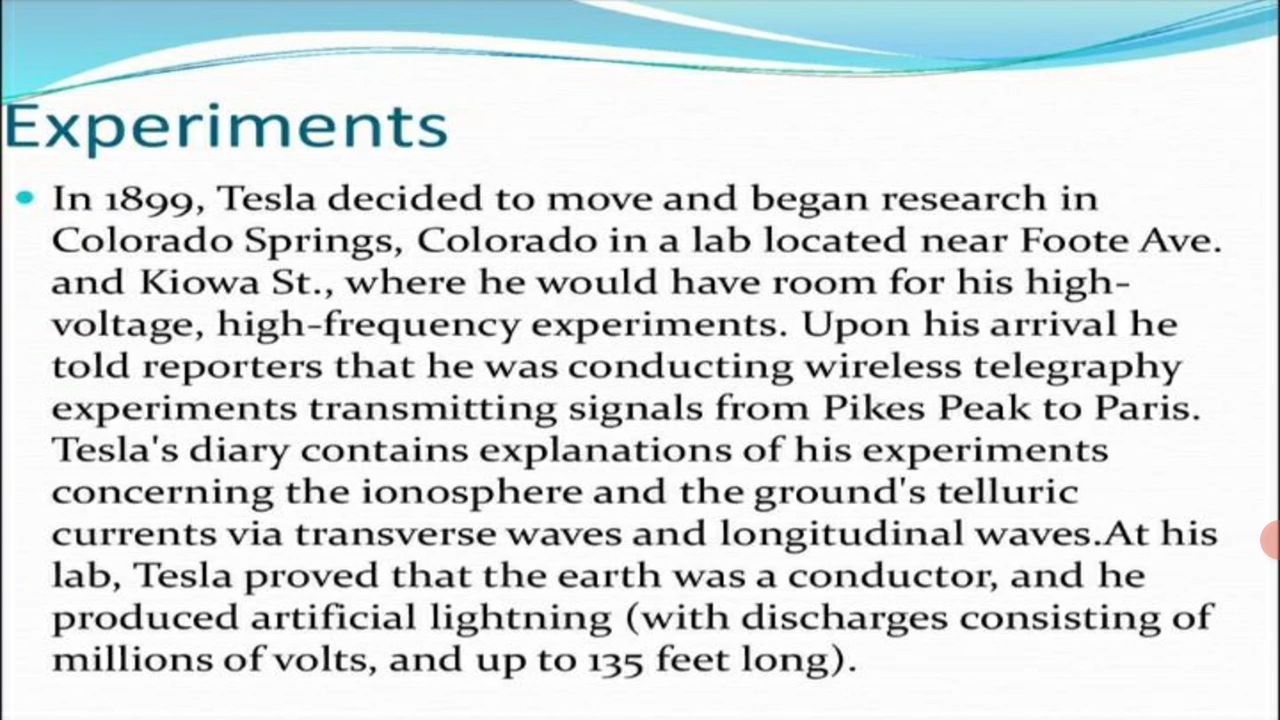 Experiments
In 1899, Tesla decided to move and began research in
Colorado Springs, Colorado in a lab located near Foote Ave.
and Kiowa St., where he would have room for his high-
voltage, high-frequency experiments. Upon his arrival he
told reporters that he was conducting wireless telegraphy
experiments transmitting signals from Pikes Peak to Paris.
Tesla's diary contains explanations of his experiments
concerning the ionosphere and the ground's telluric
currents via transverse waves and longitudinal waves.At his
lab, Tesla proved that the earth was a conductor, and he
produced artificial lightning (with discharges consisting of
millions of volts, and up to 135 feet long).